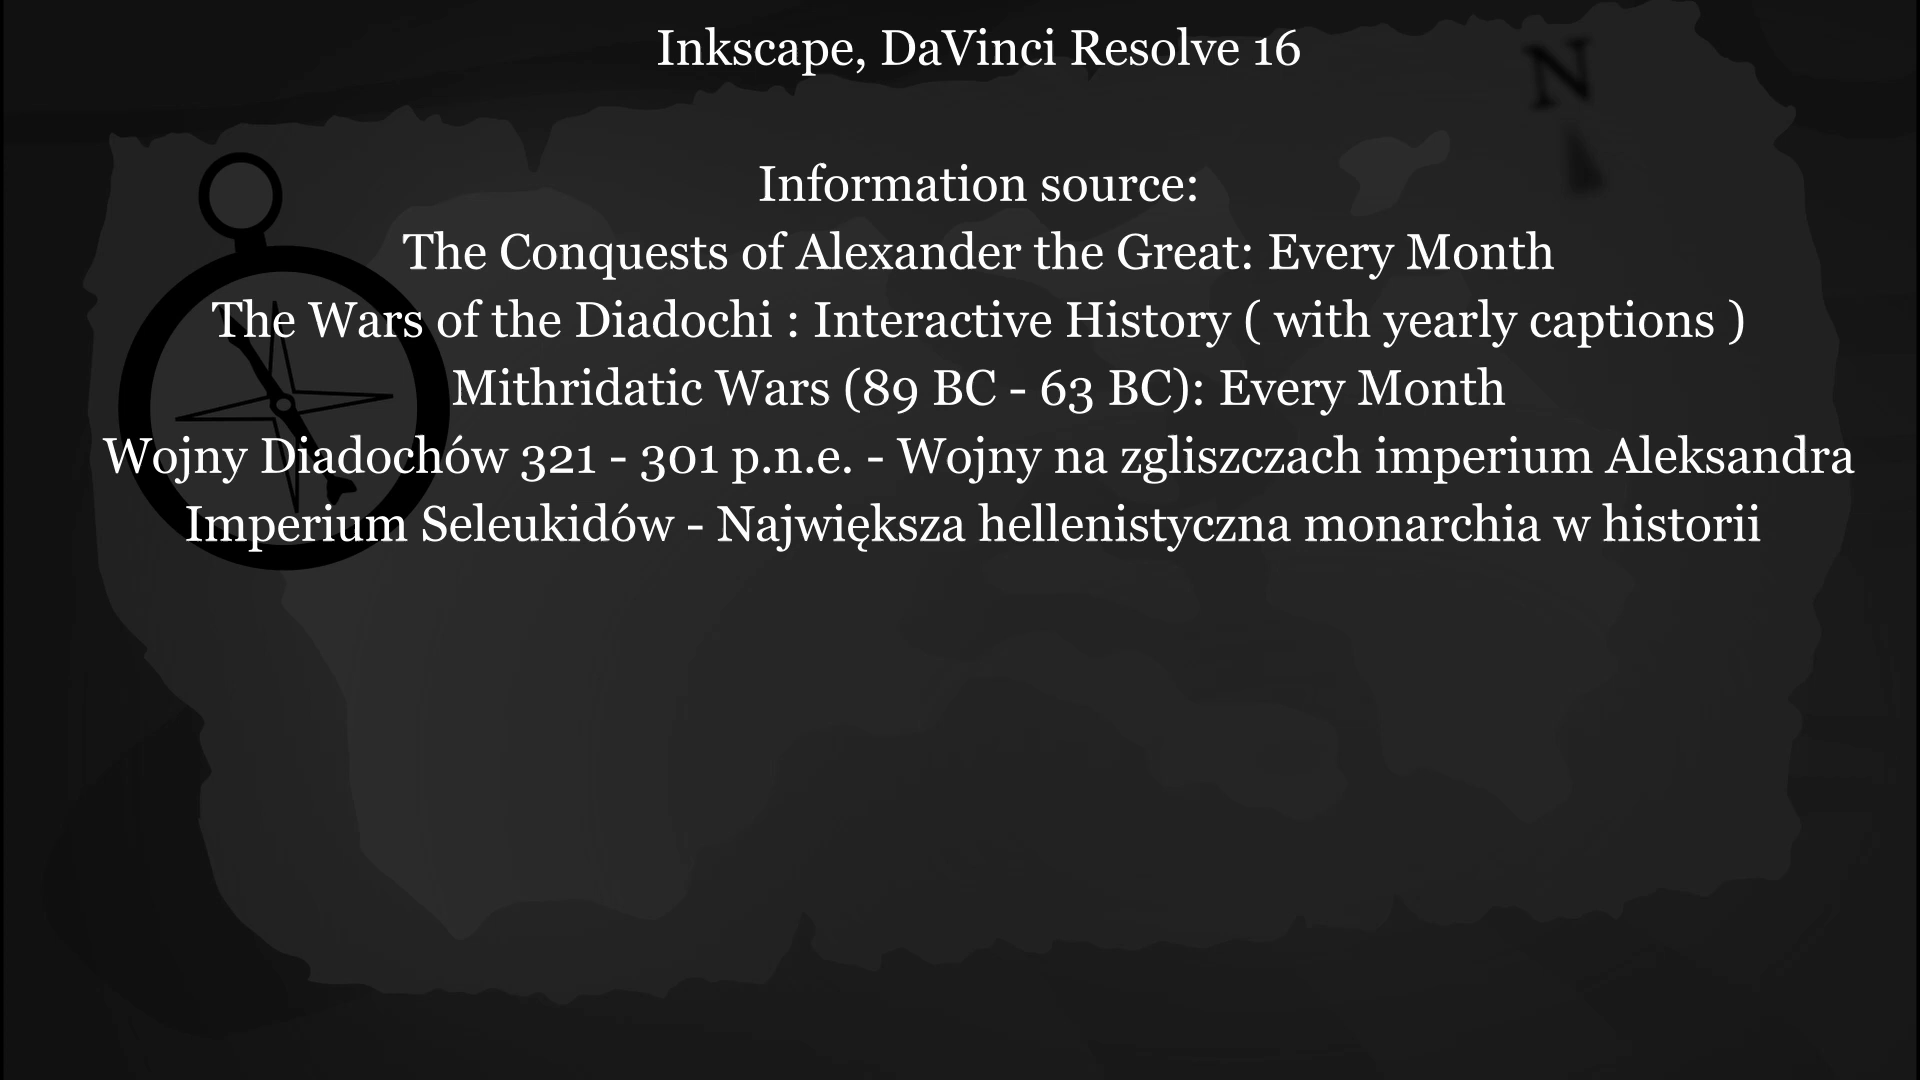 Inkscape, DaVinci Resolve 16
N
Information source:
The Conquests of Alexander the Great: Every Month
The Wars of the Diadochi : Interactive History ( with yearly captions )
Mithridatic Wars (89 BC - 63 BC): Every Month
Wojny Diadochów 321 - 301 p.n.e. - Wojny na zgliszczach imperium Aleksandra
Imperium Seleukidów - Największa hellenistyczna monarchia w historii